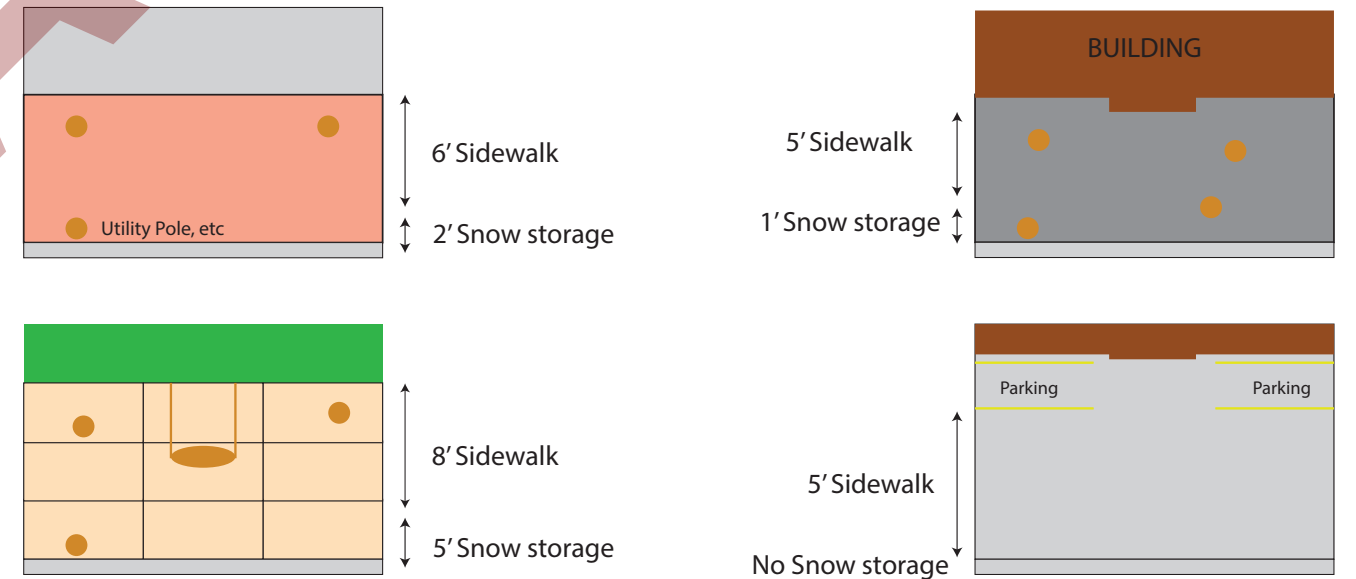 BUILDING
6’ Sidewalk
Utility Pole, etc
2’ Snow storage
5’ Sidewalk
1’ Snow storage
8’ Sidewalk
5’ Snow storage
Parking
Parking
5’ Sidewalk
No Snow storage